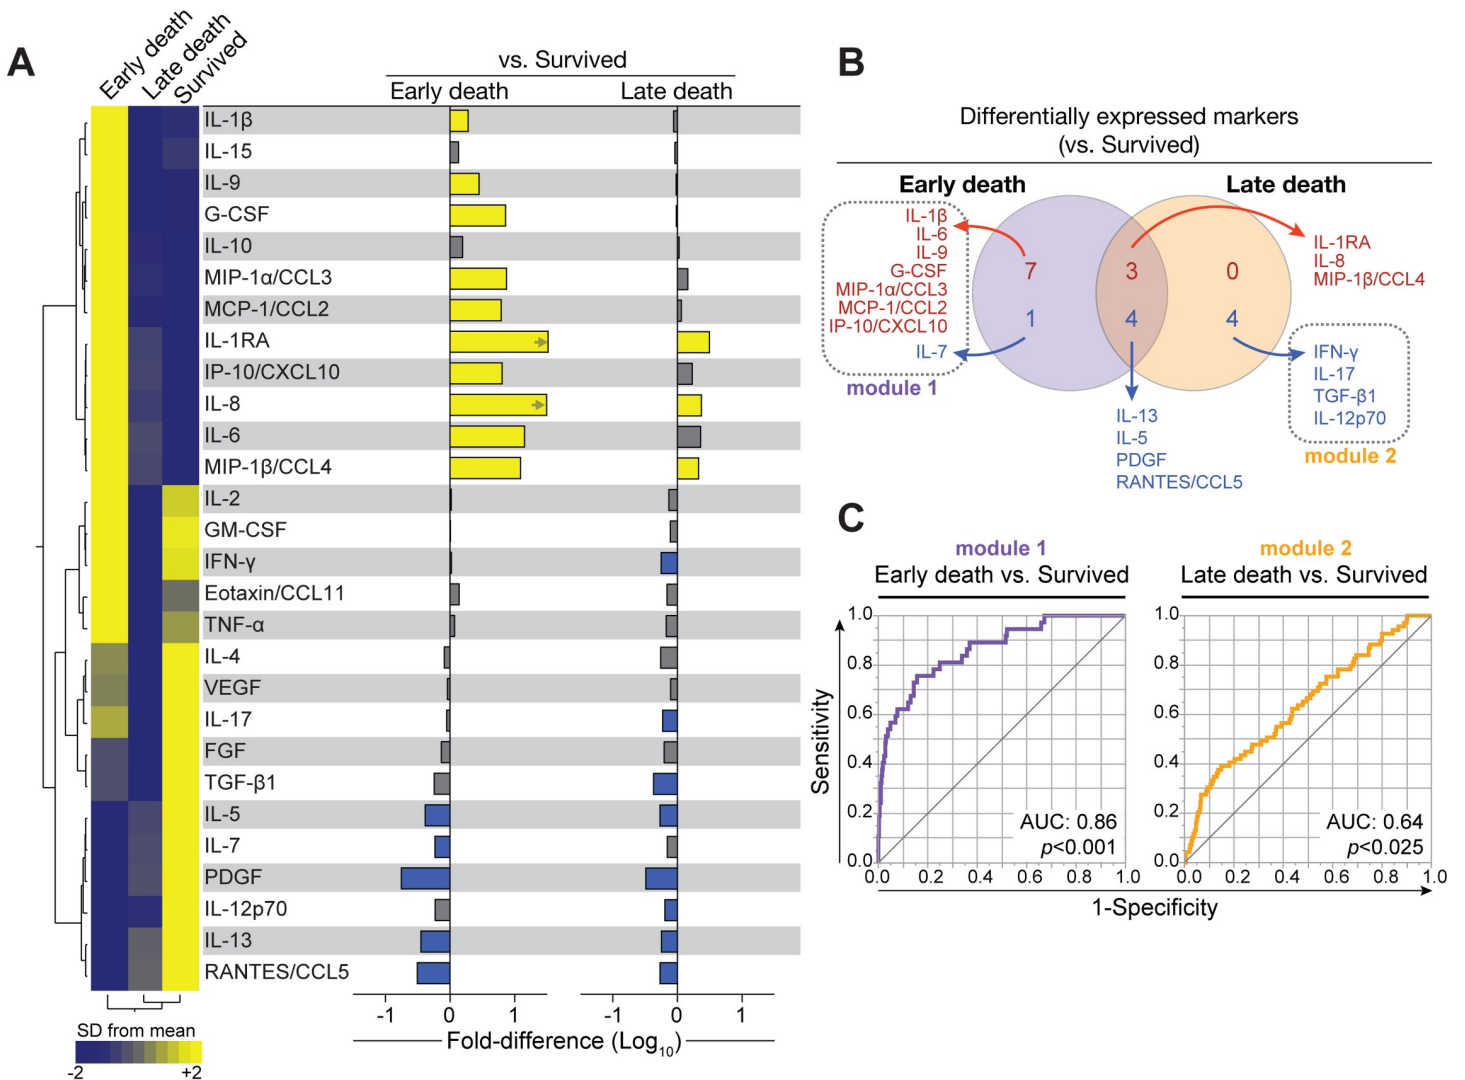 A
Early death
Late death
Survived
vs. Survived
Early death
Late death
IL-1β
IL-15
IL-9
G-CSF
IL-10
MIP-1α/CCL3
MCP-1/CCL2
IL-1RA
IP-10/CXCL10
IL-8
IL-6
MIP-1β/CCL4
IL-2
GM-CSF
IFN-γ
Eotaxin/CCL11
TNF-α
IL-4
VEGF
IL-17
FGF
TGF-β1
IL-5
IL-7
PDGF
IL-12p70
IL-13
RANTES/CCL5
-1 0 1
-1 0 1
Fold-difference (Log10)
SD from mean
-2 +2
B
Differentially expressed markers
(vs. Survived)
Early death
Late death
IL-1β
IL-6
IL-9
G-CSF
MIP-1α/CCL3
MCP-1/CCL2
IP-10/CXCL10
IL-7
module 1
7 3 0
1 4 4
IL-1RA
IL-8
MIP-1β/CCL4
IFN-γ
IL-17
TGF-β1
IL-12p70
module 2
IL-13
IL-5
PDGF
RANTES/CCL5
C
module 1
Early death vs. Survived
1.0
0.8
0.6
0.4
0.2
0.0
Sensitivity
AUC: 0.86
p<0.001
0.0 0.2 0.4 0.6 0.8 1.0
module 2
Late death vs. Survived
1.0
0.8
0.6
0.4
0.2
0.0
AUC: 0.64
p<0.025
0.0 0.2 0.4 0.6 0.8 1.0
1-Specificity